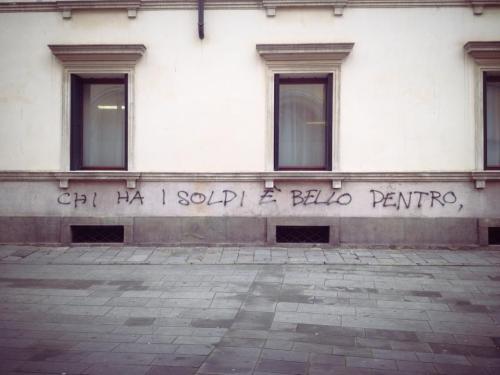 CHI HA I SOLDI È BELLO DENTRO,